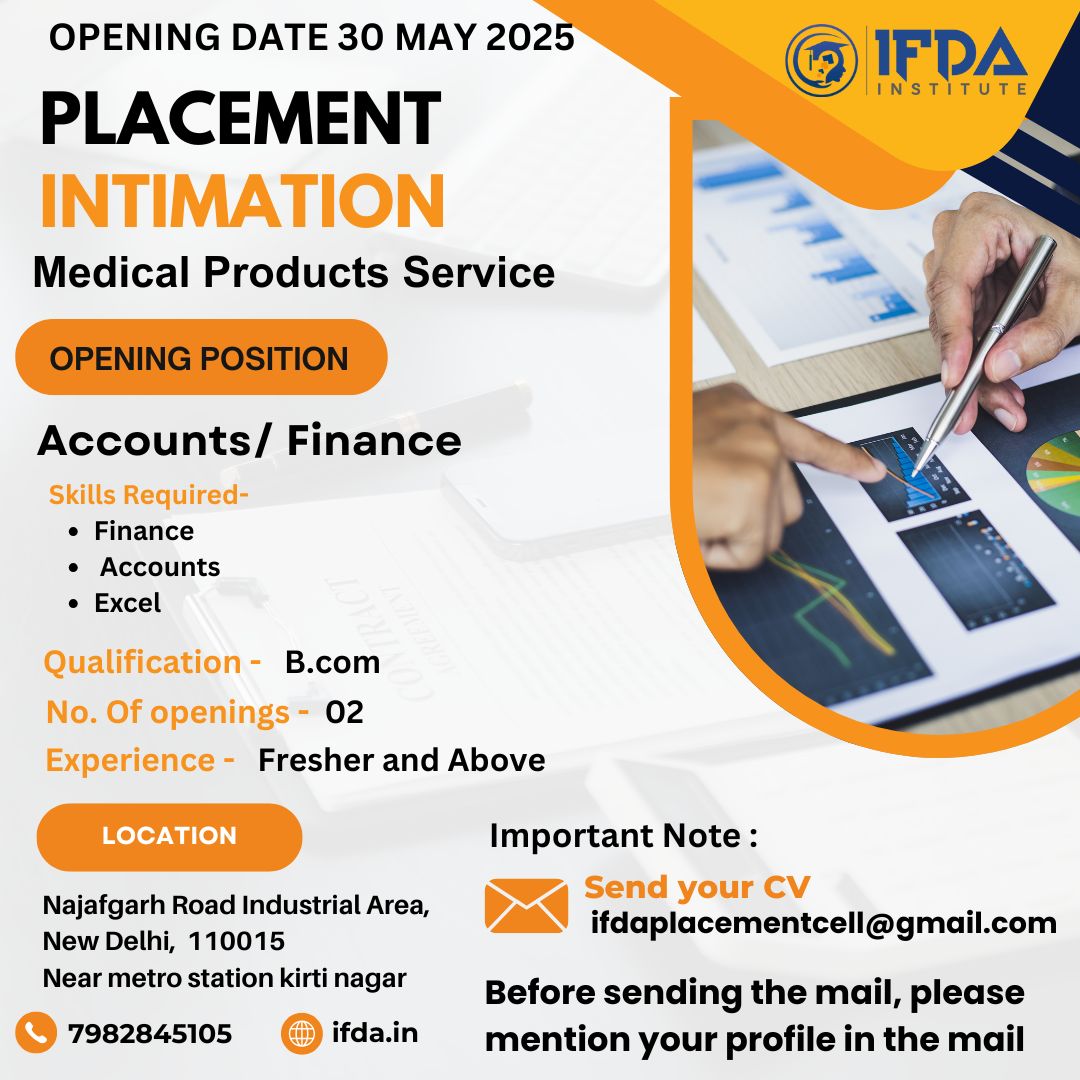 OPENING DATE 30 MAY 2025
IFDA
INSTITUTE
PLACEMENT
INTIMATION
Medical Products Service
OPENING POSITION
Accounts/ Finance
Skills Required-
• Finance
• Accounts
• Excel
CONTRACT
AGREEMENT
Qualification - B.com
No. Of openings - 02
Experience - Fresher and Above
LOCATION
Najafgarh Road Industrial Area,
New Delhi, 110015
Near metro station kirti nagar
7982845105
ifda.in
Important Note :
Send your CV
ifdaplacementcell@gmail.com
Before sending the mail, please
mention your profile in the mail